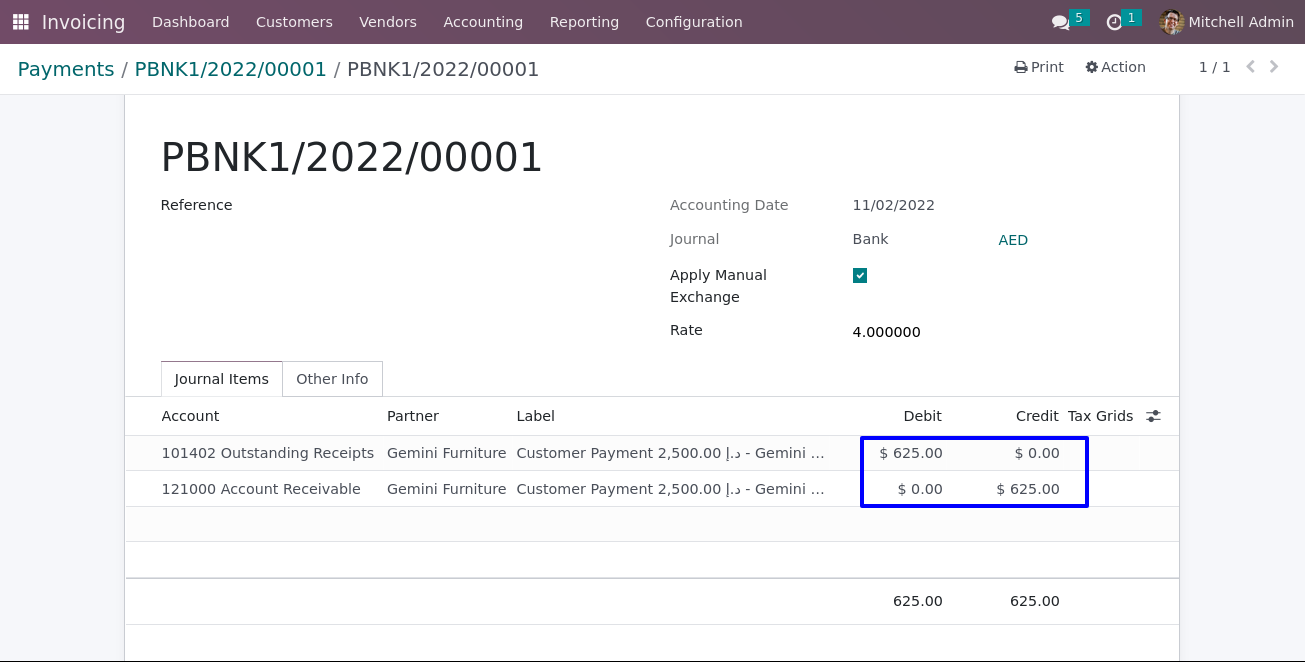 Invoicing Dashboard Customers Vendors Accounting Reporting Configuration 5 1 Mitchell Admin
Payments / PBNK1/2022/00001 / PBNK1/2022/00001 Print Action 1 / 1
PBNK1/2022/00001
Reference
Accounting Date 11/02/2022
Journal Bank AED
Apply Manual
Exchange
Rate 4.000000
Journal Items Other Info
Account Partner Label Debit Credit Tax Grids
101402 Outstanding Receipts Gemini Furniture Customer Payment 2,500.00 د.إ - Gemini ... $ 625.00 $ 0.00
121000 Account Receivable Gemini Furniture Customer Payment 2,500.00 د.إ - Gemini ... $ 0.00 $ 625.00
625.00 625.00